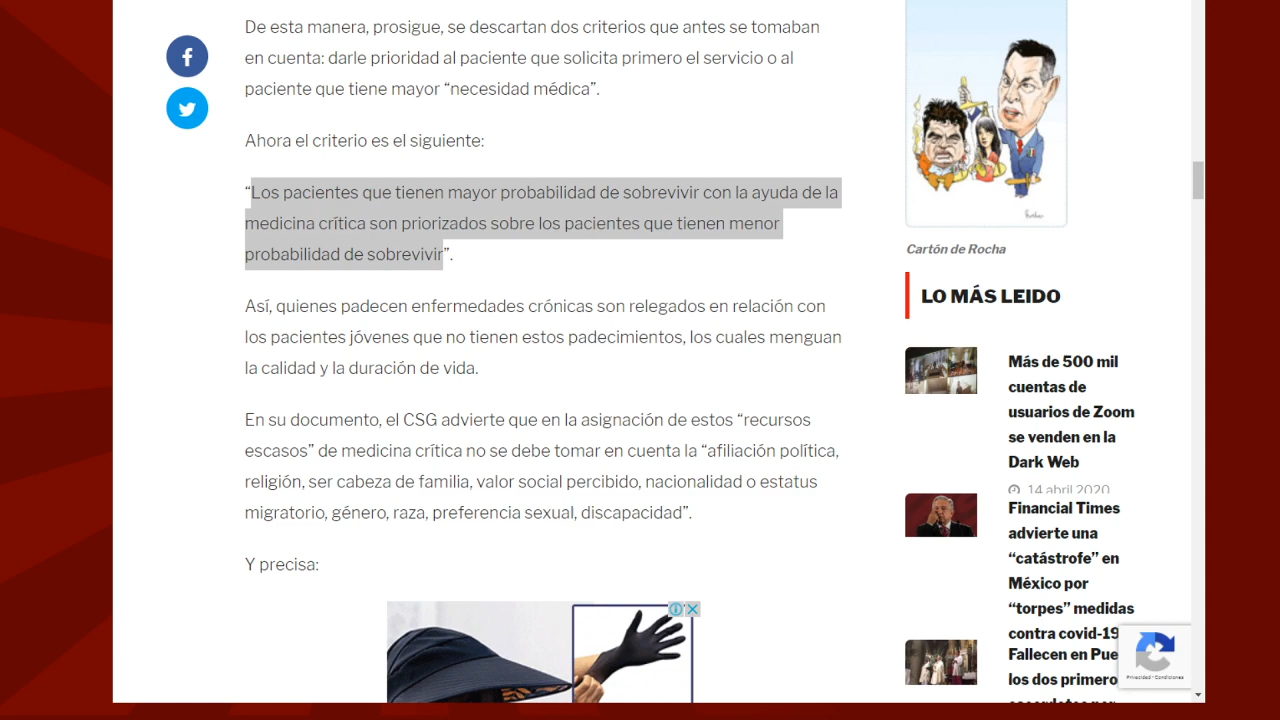 De esta manera, prosigue, se descartan dos criterios que antes se tomaban
en cuenta: darle prioridad al paciente que solicita primero el servicio o al
paciente que tiene mayor “necesidad médica”.
Ahora el criterio es el siguiente:
“Los pacientes que tienen mayor probabilidad de sobrevivir con la ayuda de la
medicina crítica son priorizados sobre los pacientes que tienen menor
probabilidad de sobrevivir”.
Así, quienes padecen enfermedades crónicas son relegados en relación con
los pacientes jóvenes que no tienen estos padecimientos, los cuales menguan
la calidad y la duración de vida.
En su documento, el CSG advierte que en la asignación de estos “recursos
escasos” de medicina crítica no se debe tomar en cuenta la “afiliación política,
religión, ser cabeza de familia, valor social percibido, nacionalidad o estatus
migratorio, género, raza, preferencia sexual, discapacidad”.
Y precisa:
Cartón de Rocha
LO MÁS LEIDO
Más de 500 mil
cuentas de
usuarios de Zoom
se venden en la
Dark Web
14 abril 2020
Financial Times
advierte una
“catástrofe” en
México por
“torpes” medidas
contra covid-19
Fallecen en Pue
los dos primero
Privacidad - Condiciones